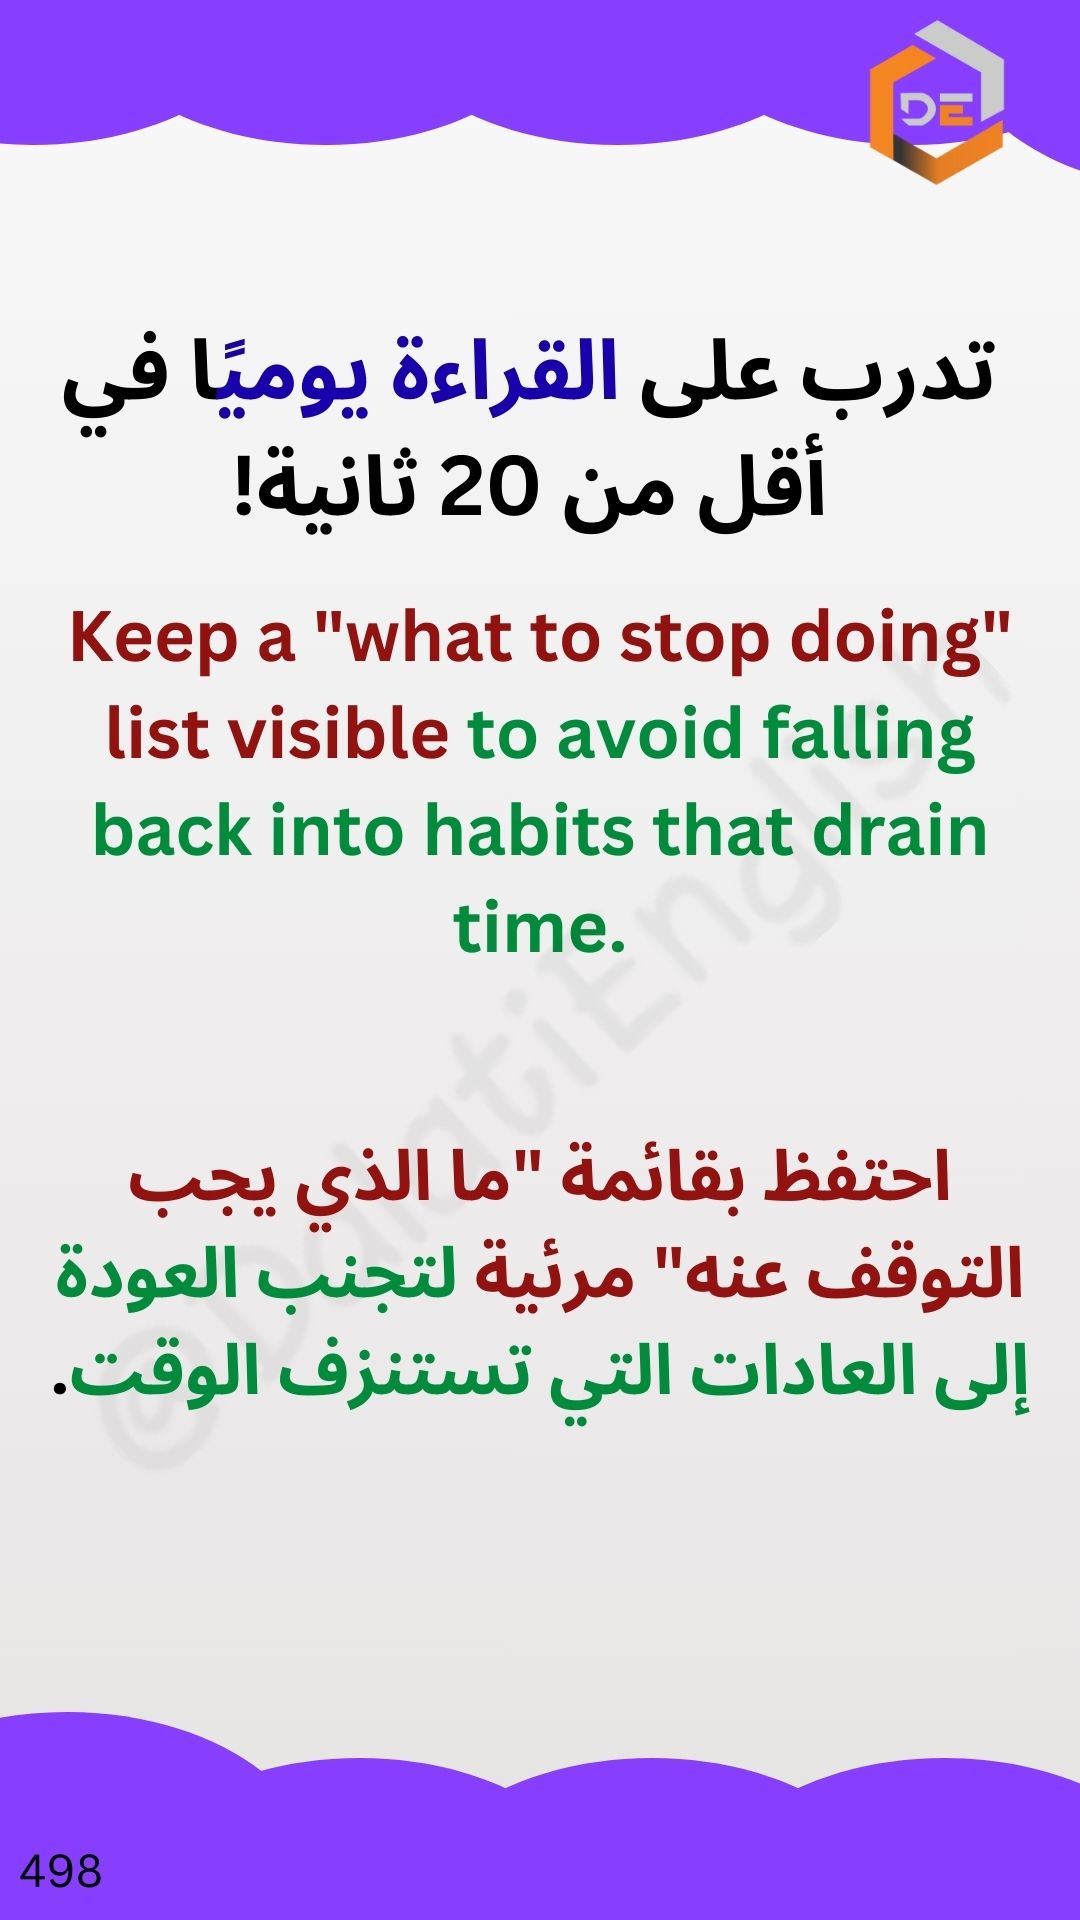 DE
تدرب على القراءة يوميًا في
أقل من 20 ثانية!
Keep a "what to stop doing"
list visible to avoid falling
back into habits that drain
time.
احتفظ بقائمة "ما الذي يجب
التوقف عنه" مرئية لتجنب العودة
إلى العادات التي تستنزف الوقت.
@DalatiEnglish
498